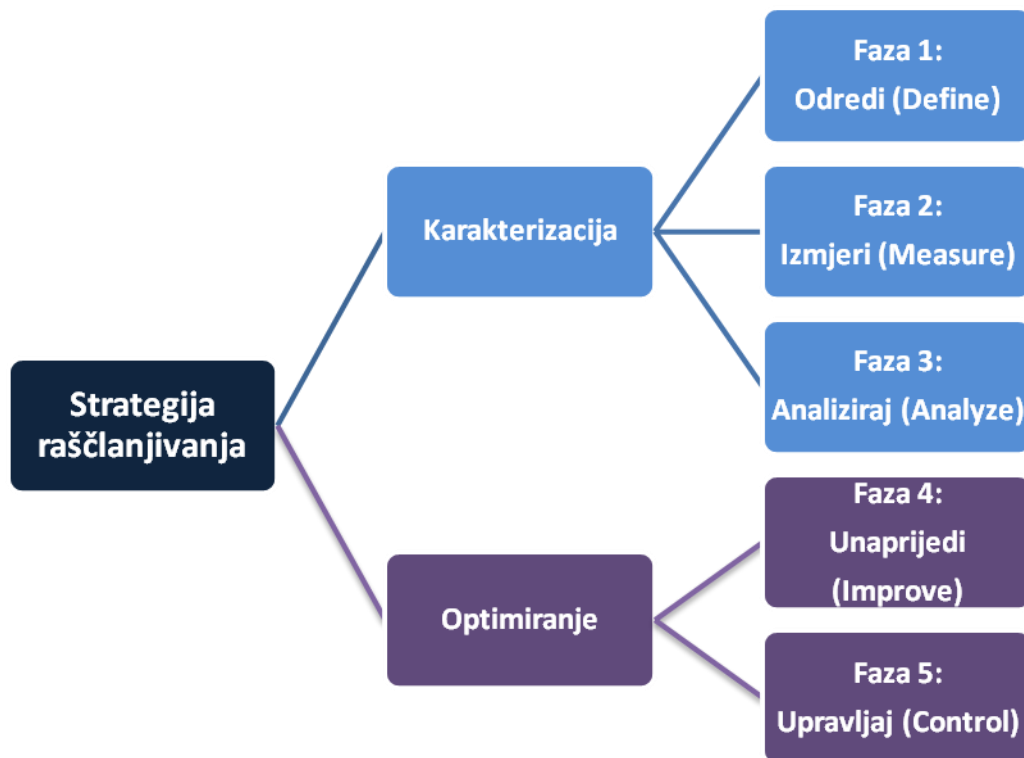 Strategija
raščlanjivanja
Karakterizacija
Faza 1:
Odredi (Define)
Faza 2:
Izmjeri (Measure)
Faza 3:
Analiziraj (Analyze)
Optimiranje
Faza 4:
Unaprijedi
(Improve)
Faza 5:
Upravljaj (Control)